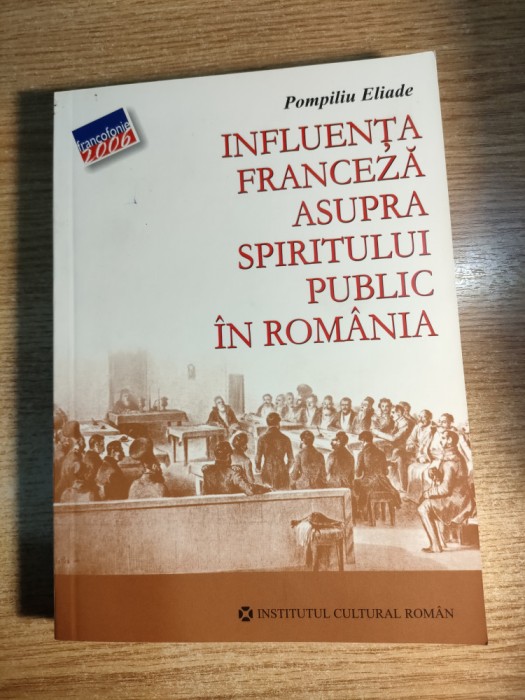 Pompiliu Eliade
francofonie
2006
INFLUENȚA
FRANCEZĂ
ASUPRA
SPIRITULUI
PUBLIC
ÎN ROMÂNIA
INSTITUTUL CULTURAL ROMÂN